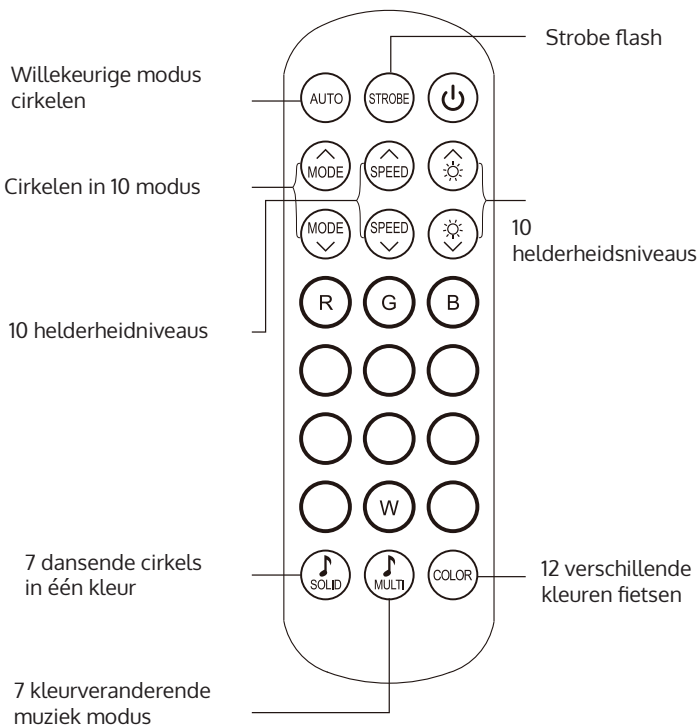 Strobe flash
Willekeurige modus
cirkelen
AUTO
STROBE
Cirkelen in 10 modus
MODE
SPEED
MODE
SPEED
10
helderheidsniveaus
R
G
B
10 helderheidniveaus
W
7 dansende cirkels
in één kleur
SOLID
MULTI
COLOR
12 verschillende
kleuren fietsen
7 kleurveranderende
muziek modus